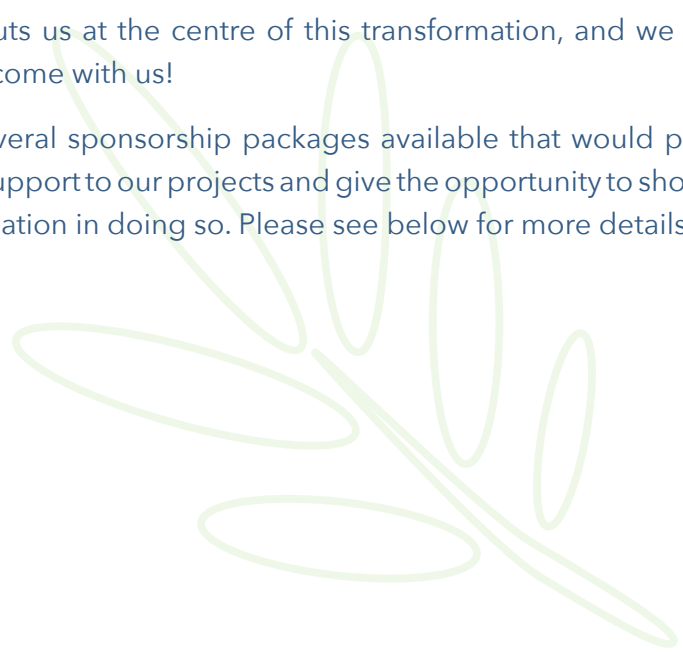 uts us at the centre of this transformation, and we
come with us!
veral sponsorship packages available that would p
upport to our projects and give the opportunity to sho
ation in doing so. Please see below for more details